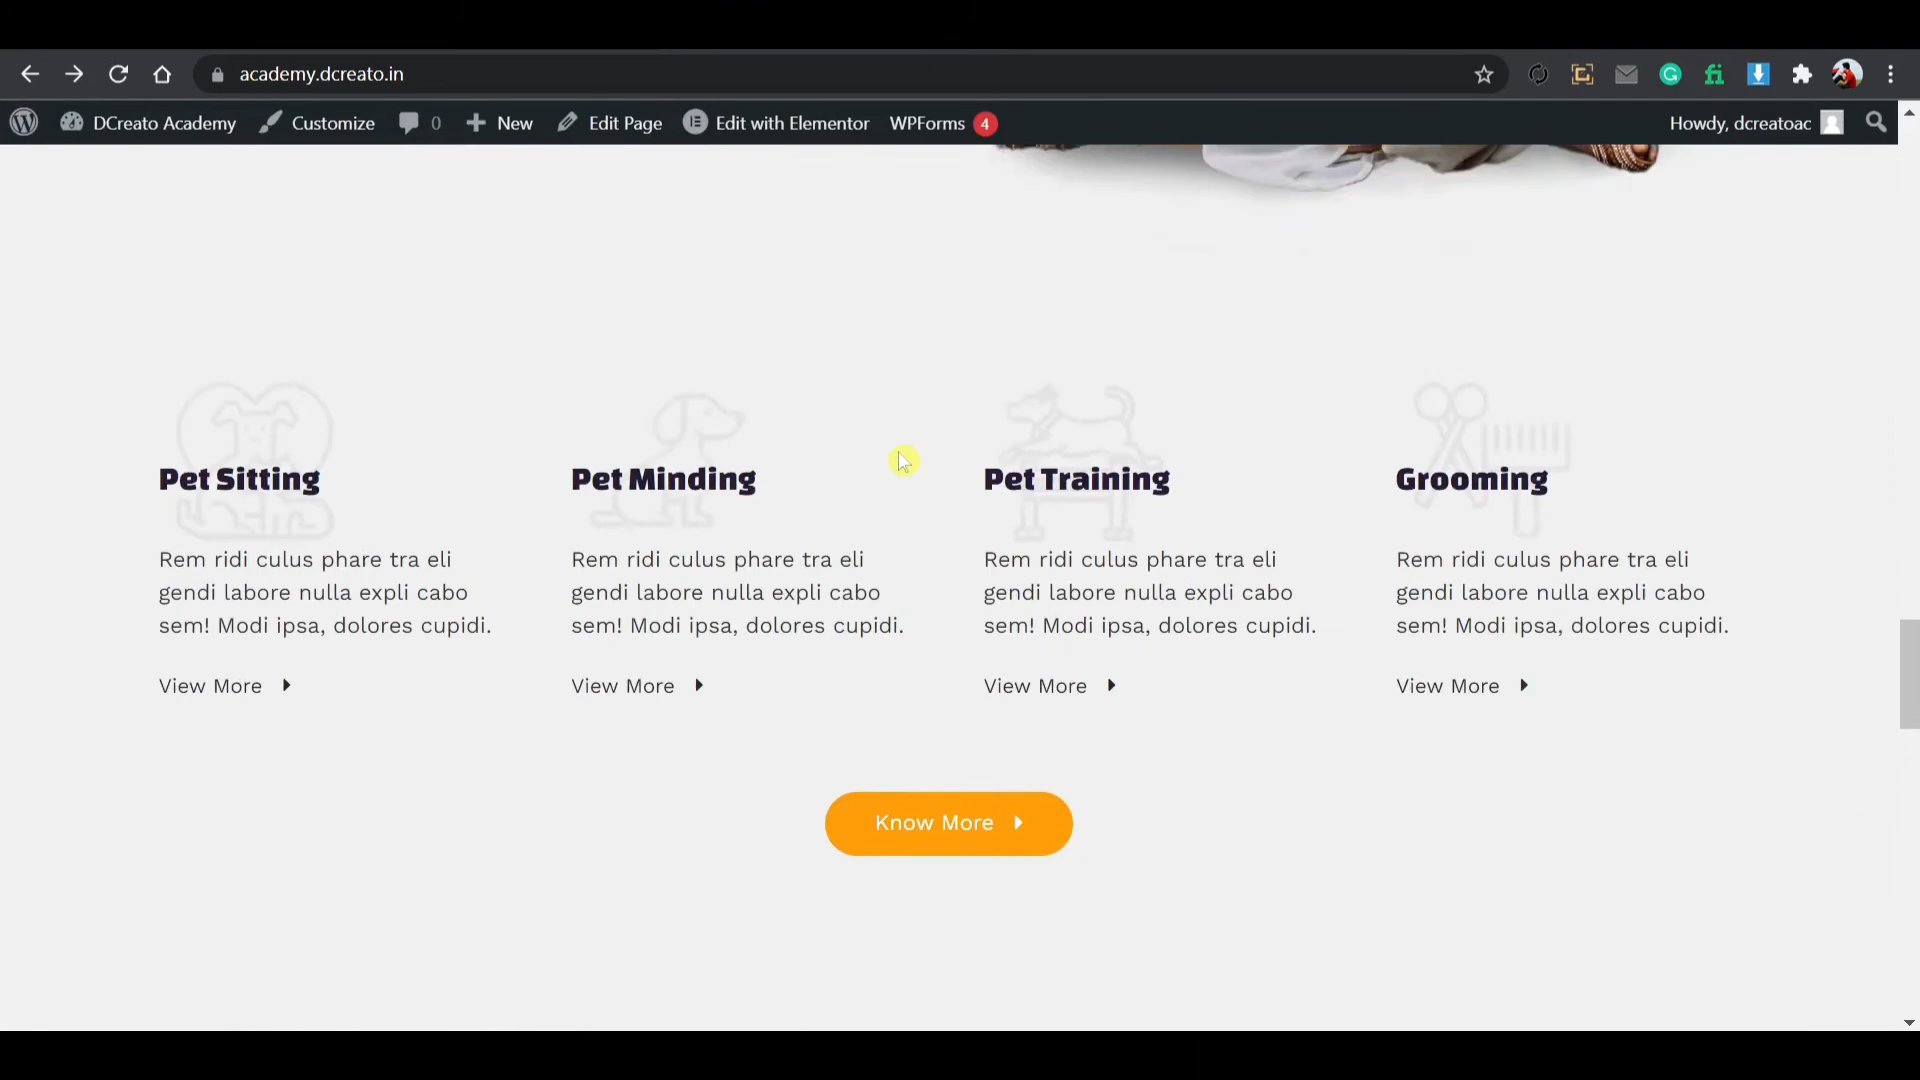 academy.dcreato.in
DCreato Academy Customize 0 New Edit Page Edit with Elementor WPForms 4 Howdy, dcreatoac
Pet Sitting
Rem ridi culus phare tra eli
gendi labore nulla expli cabo
sem! Modi ipsa, dolores cupidi.
View More
Pet Minding
Rem ridi culus phare tra eli
gendi labore nulla expli cabo
sem! Modi ipsa, dolores cupidi.
View More
Pet Training
Rem ridi culus phare tra eli
gendi labore nulla expli cabo
sem! Modi ipsa, dolores cupidi.
View More
Grooming
Rem ridi culus phare tra eli
gendi labore nulla expli cabo
sem! Modi ipsa, dolores cupidi.
View More
Know More